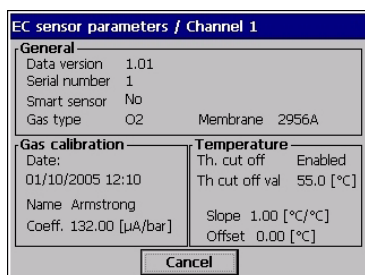 EC sensor parameters / Channel 1
General
Data version 1.01
Serial number 1
Smart sensor No
Gas type O2 Membrane 2956A
Gas calibration
Date:
01/10/2005 12:10
Name Armstrong
Coeff. 132.00 [µA/bar]
Temperature
Th. cut off Enabled
Th cut off val 55.0 [°C]
Slope 1.00 [°C/°C]
Offset 0.00 [°C]
Cancel